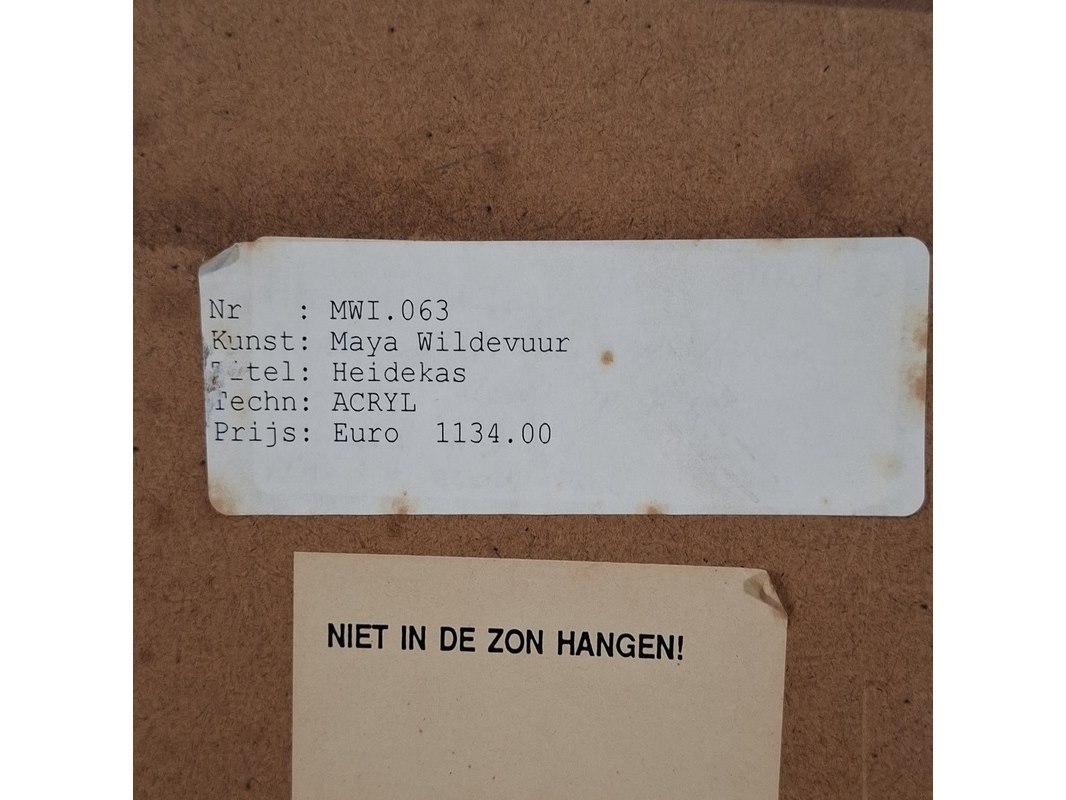 Nr   : MWI.063
Kunst: Maya Wildevuur
Titel: Heidekas
Techn: ACRYL
Prijs: Euro  1134.00
NIET IN DE ZON HANGEN!